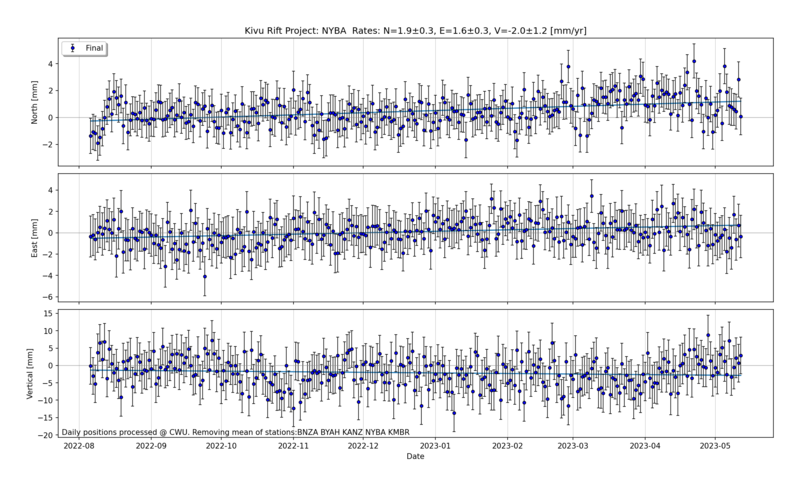 Kivu Rift Project: NYBA  Rates: N=1.9±0.3, E=1.6±0.3, V=-2.0±1.2 [mm/yr]
Final
North [mm]
4
2
0
−2
East [mm]
4
2
0
−2
−4
−6
Vertical [mm]
15
10
5
0
−5
−10
−15
−20
Daily positions processed @ CWU. Removing mean of stations:BNZA BYAH KANZ NYBA KMBR
2022-08 2022-09 2022-10 2022-11 2022-12 2023-01 2023-02 2023-03 2023-04 2023-05
Date